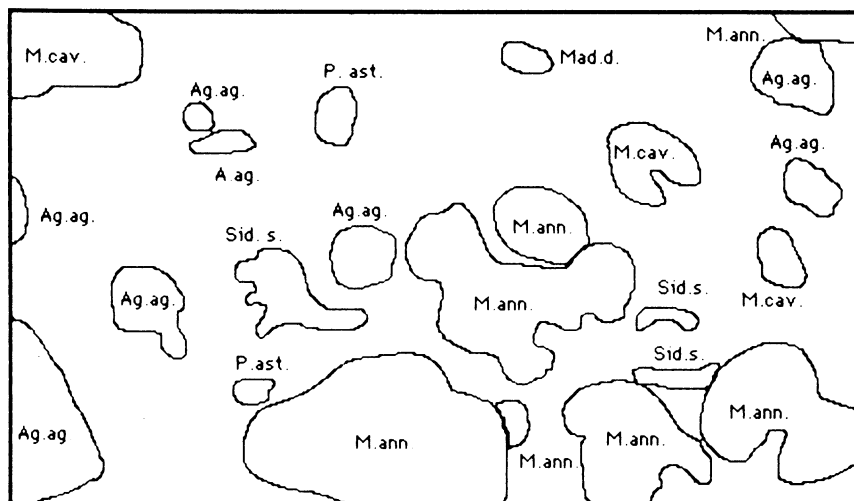 M.ann.
M.cav.
Mad.d.
P. ast.
Ag.ag.
Ag.ag.
Ag.ag.
M.cav.
A.ag.
Ag.ag.
Ag.ag.
M.ann.
Sid. s.
Sid.s.
Ag.ag.
M.ann.
M.cav.
Sid.s.
P.ast.
M.ann.
Ag.ag
M.ann
M.ann.
M.ann.